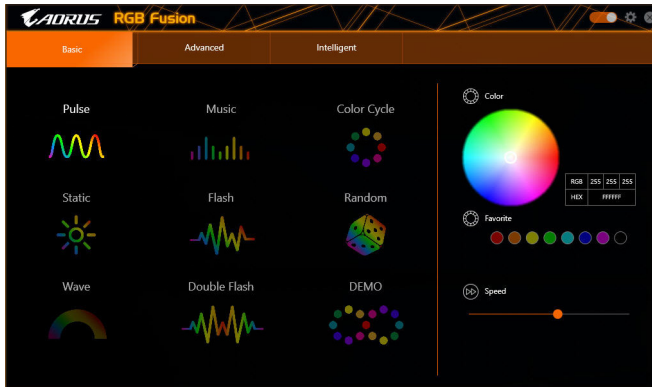 AORUS RGB Fusion
Basic Advanced Intelligent
Pulse Music Color Cycle
Static Flash Random
Wave Double Flash DEMO
Color
RGB 255 255 255
HEX FFFFFF
Favorite
Speed